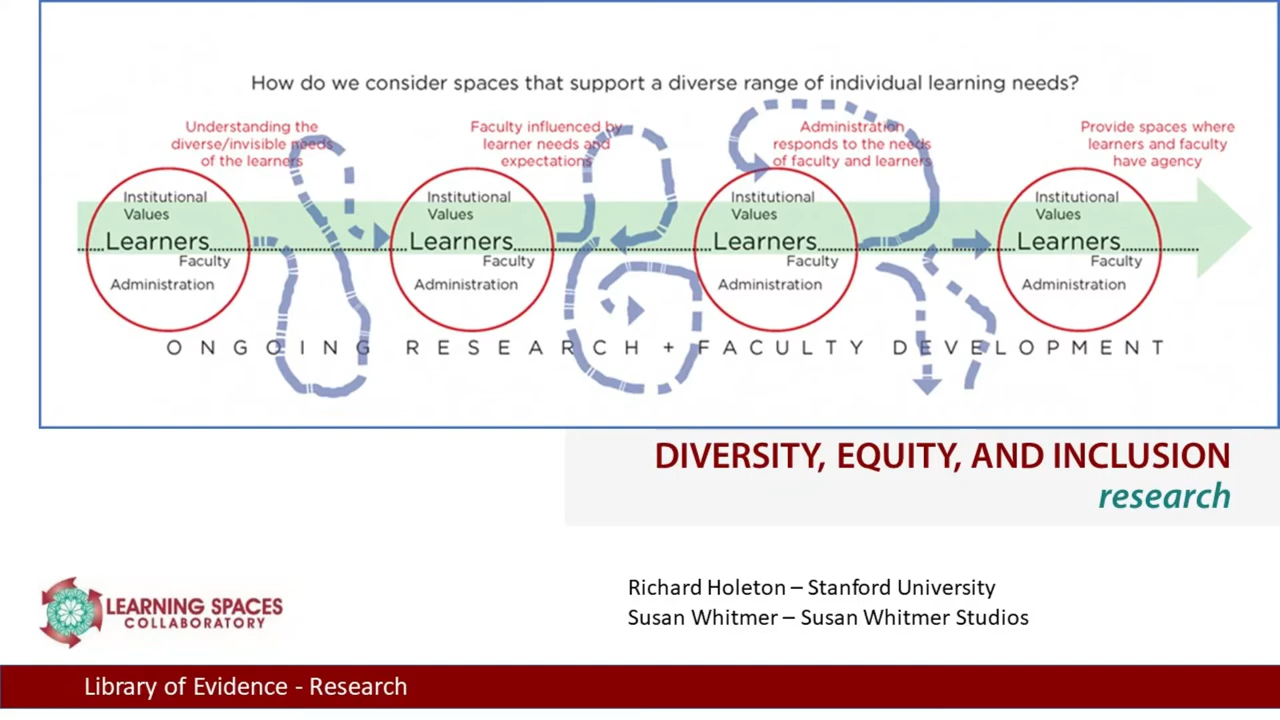 How do we consider spaces that support a diverse range of individual learning needs?
Understanding the
diverse/invisible needs
of the learners
Faculty influenced by
learner needs and
expectations
Administration
responds to the needs
of faculty and learners
Provide spaces where
learners and faculty
have agency
Institutional
Values
Learners
Faculty
Administration
Institutional
Values
Learners
Faculty
Administration
Institutional
Values
Learners
Faculty
Administration
Institutional
Values
Learners
Faculty
Administration
ONGOING RESEARCH + FACULTY DEVELOPMENT
DIVERSITY, EQUITY, AND INCLUSION
research
Richard Holeton – Stanford University
Susan Whitmer – Susan Whitmer Studios
LEARNING SPACES
COLLABORATORY
Library of Evidence - Research